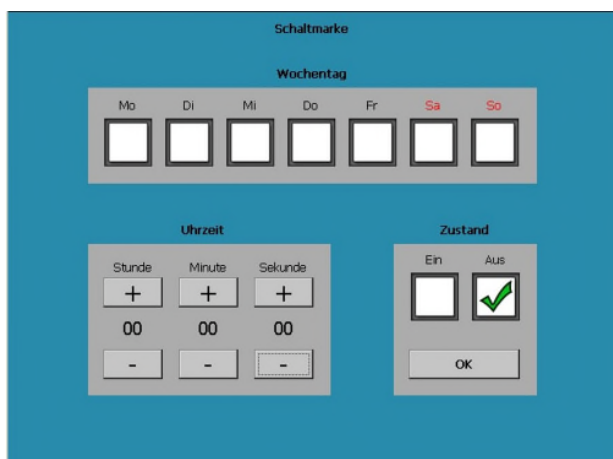 Schaltmarke
Wochentag
Mo Di Mi Do Fr Sa So
Uhrzeit
Stunde Minute Sekunde
+ + +
00 00 00
- - -
Zustand
Ein Aus
OK